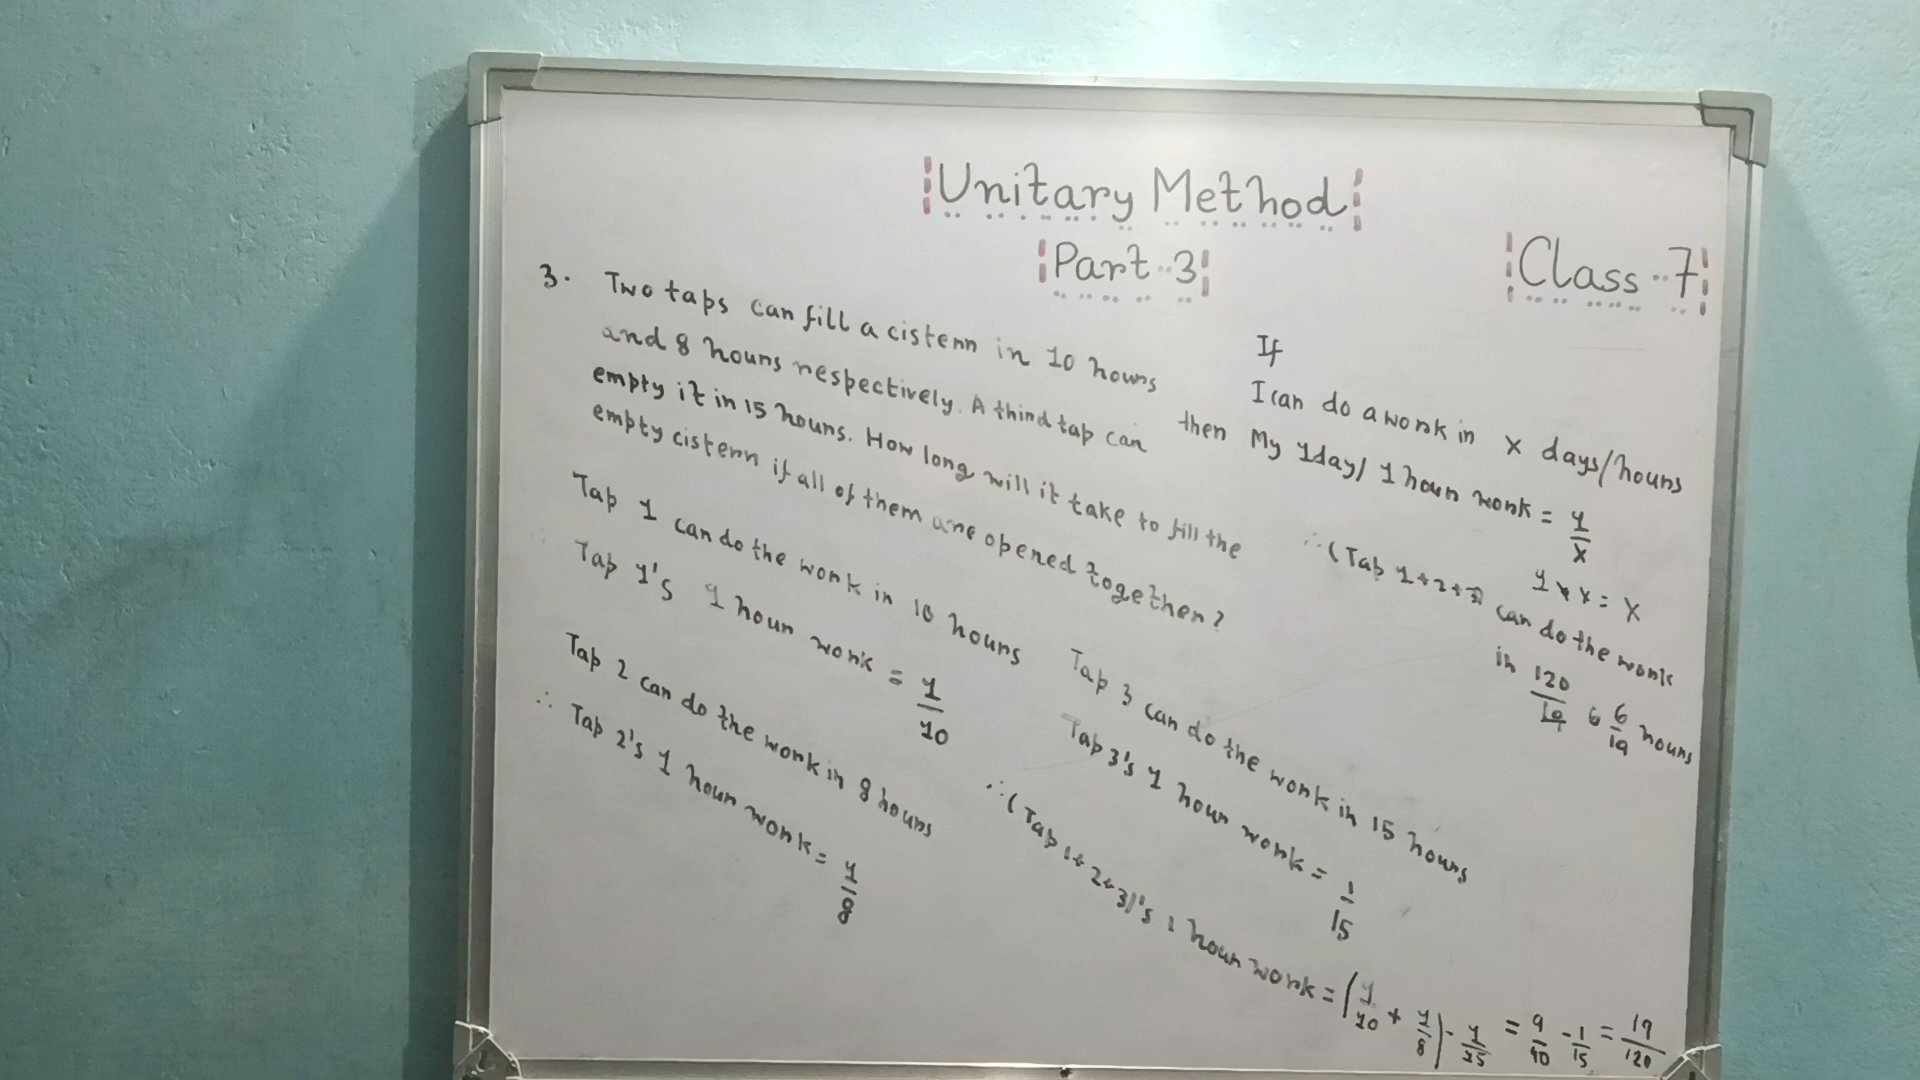 Unitary Method
Part-3
Class-7
3. Two taps can fill a cistern in 10 hours
and 8 hours respectively. A third tap can
empty it in 15 hours. How long will it take to fill the
empty cistern if all of them are opened together?
Tap 1 can do the work in 10 hours
∴ Tap 1's 1 hour work = 1/10
Tap 2 can do the work in 8 hours
∴ Tap 2's 1 hour work = 1/8
Tap 3 can do the work in 15 hours
Tap 3's 1 hour work = 1/15
∴ (Tap 1+2+3)'s 1 hour work = (1/10 + 1/8) - 1/15 = 9/40 - 1/15 = 19/120
If
I can do a work in x days/hours
then My 1day/ 1 hour work = 1/x
1 × x = x
∴ (Tap 1+2+3) can do the work
in 120/19 6 6/19 hours